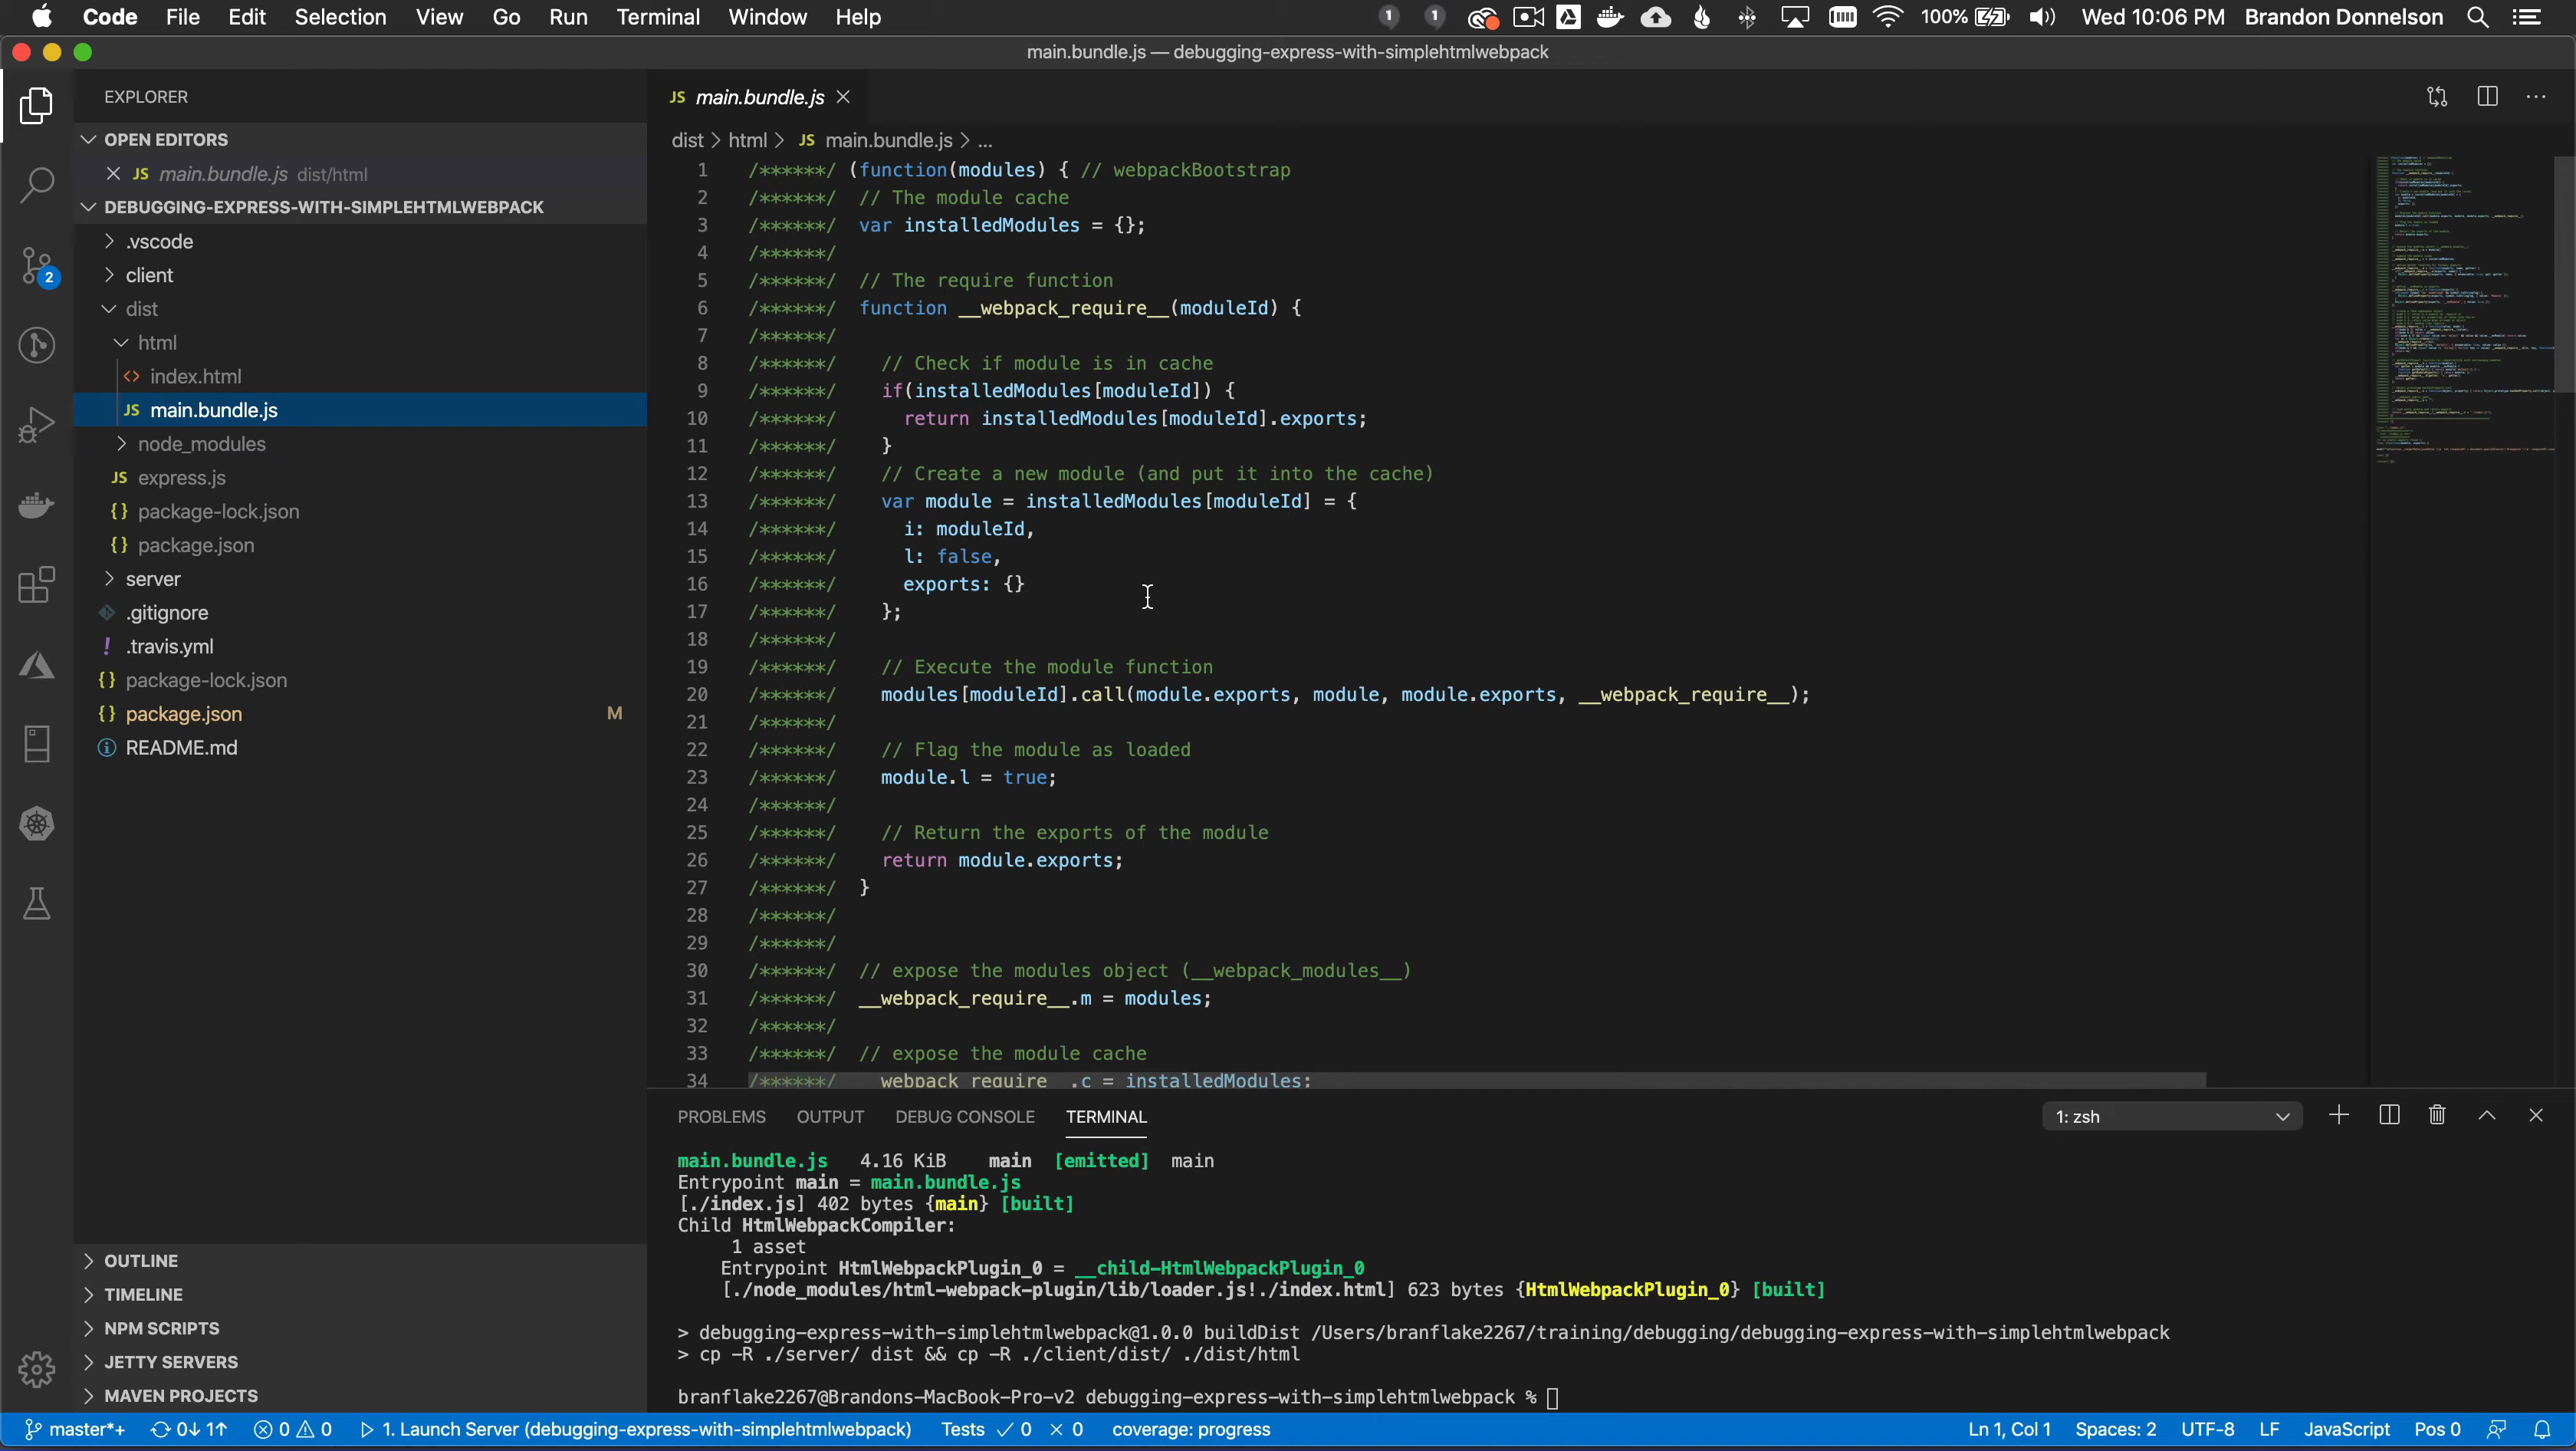 Code File Edit Selection View Go Run Terminal Window Help
1 1 100% Wed 10:06 PM Brandon Donnelson
main.bundle.js — debugging-express-with-simplehtmlwebpack
EXPLORER
OPEN EDITORS
JS main.bundle.js dist/html
DEBUGGING-EXPRESS-WITH-SIMPLEHTMLWEBPACK
.vscode
client
dist
html
<> index.html
JS main.bundle.js
node_modules
JS express.js
{} package-lock.json
{} package.json
server
.gitignore
! .travis.yml
{} package-lock.json
{} package.json M
README.md
2
OUTLINE
TIMELINE
NPM SCRIPTS
JETTY SERVERS
MAVEN PROJECTS
JS main.bundle.js
dist > html > JS main.bundle.js > ...
1 /******/ (function(modules) { // webpackBootstrap
2 /******/ // The module cache
3 /******/ var installedModules = {};
4 /******/
5 /******/ // The require function
6 /******/ function __webpack_require__(moduleId) {
7 /******/
8 /******/ // Check if module is in cache
9 /******/ if(installedModules[moduleId]) {
10 /******/ return installedModules[moduleId].exports;
11 /******/ }
12 /******/ // Create a new module (and put it into the cache)
13 /******/ var module = installedModules[moduleId] = {
14 /******/ i: moduleId,
15 /******/ l: false,
16 /******/ exports: {}
17 /******/ };
18 /******/
19 /******/ // Execute the module function
20 /******/ modules[moduleId].call(module.exports, module, module.exports, __webpack_require__);
21 /******/
22 /******/ // Flag the module as loaded
23 /******/ module.l = true;
24 /******/
25 /******/ // Return the exports of the module
26 /******/ return module.exports;
27 /******/ }
28 /******/
29 /******/
30 /******/ // expose the modules object (__webpack_modules__)
31 /******/ __webpack_require__.m = modules;
32 /******/
33 /******/ // expose the module cache
34 /******/ __webpack_require__.c = installedModules;
PROBLEMS OUTPUT DEBUG CONSOLE TERMINAL 1: zsh
main.bundle.js 4.16 KiB main [emitted] main
Entrypoint main = main.bundle.js
[./index.js] 402 bytes {main} [built]
Child HtmlWebpackCompiler:
1 asset
Entrypoint HtmlWebpackPlugin_0 = __child-HtmlWebpackPlugin_0
[./node_modules/html-webpack-plugin/lib/loader.js!./index.html] 623 bytes {HtmlWebpackPlugin_0} [built]
> debugging-express-with-simplehtmlwebpack@1.0.0 buildDist /Users/branflake2267/training/debugging/debugging-express-with-simplehtmlwebpack
> cp -R ./server/ dist && cp -R ./client/dist/ ./dist/html
branflake2267@Brandons-MacBook-Pro-v2 debugging-express-with-simplehtmlwebpack %
master*+ 0↓ 1↑ 0 0 1. Launch Server (debugging-express-with-simplehtmlwebpack) Tests ✓ 0 × 0 coverage: progress Ln 1, Col 1 Spaces: 2 UTF-8 LF JavaScript Pos 0